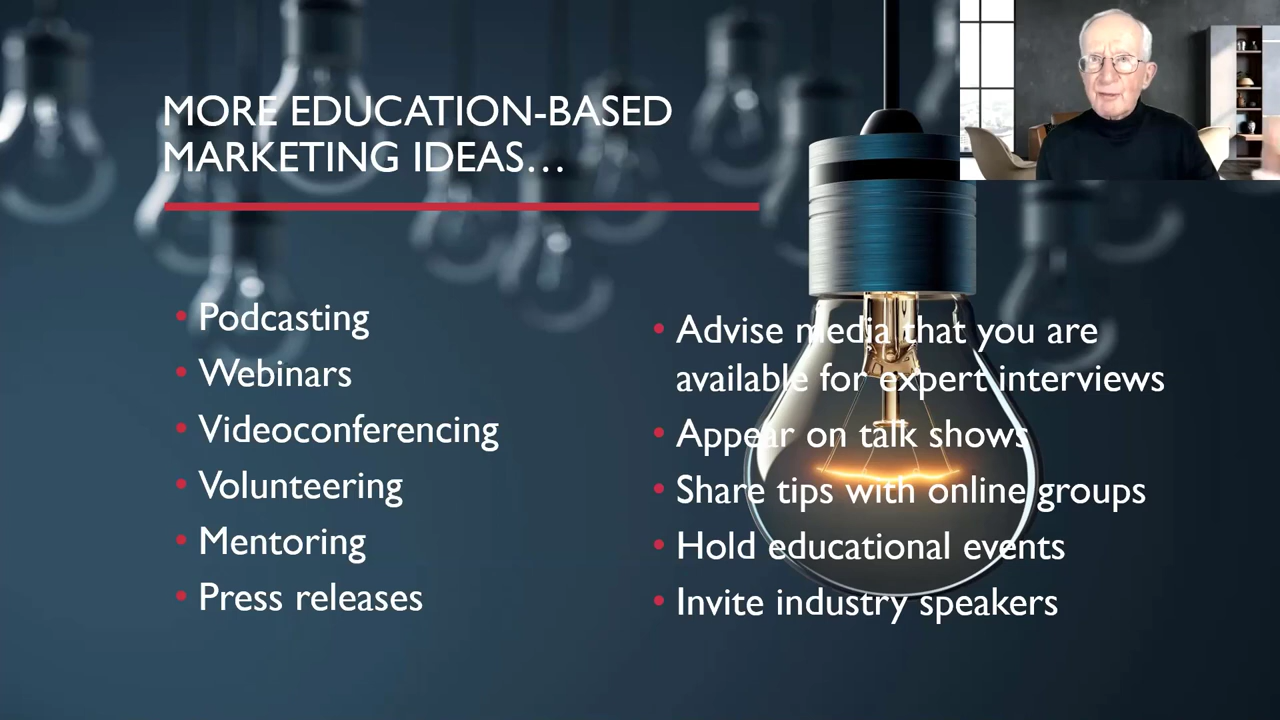 MORE EDUCATION-BASED
MARKETING IDEAS…
• Podcasting
• Webinars
• Videoconferencing
• Volunteering
• Mentoring
• Press releases
• Advise media that you are
available for expert interviews
• Appear on talk shows
• Share tips with online groups
• Hold educational events
• Invite industry speakers